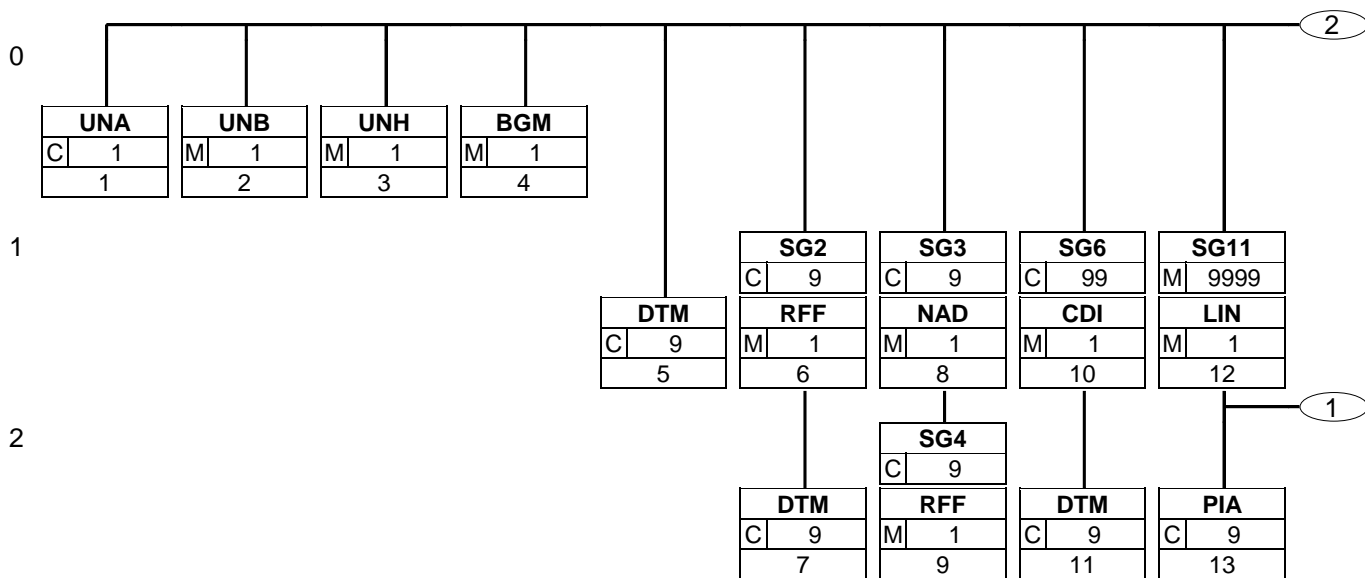 2
0
UNA UNB UNH BGM
C 1 M 1 M 1 M 1
1 2 3 4
1
SG2 SG3 SG6 SG11
C 9 C 9 C 99 M 9999
DTM RFF NAD CDI LIN
C 9 M 1 M 1 M 1 M 1
5 6 8 10 12
1
2
SG4
C 9
DTM RFF DTM PIA
C 9 M 1 C 9 C 9
7 9 11 13